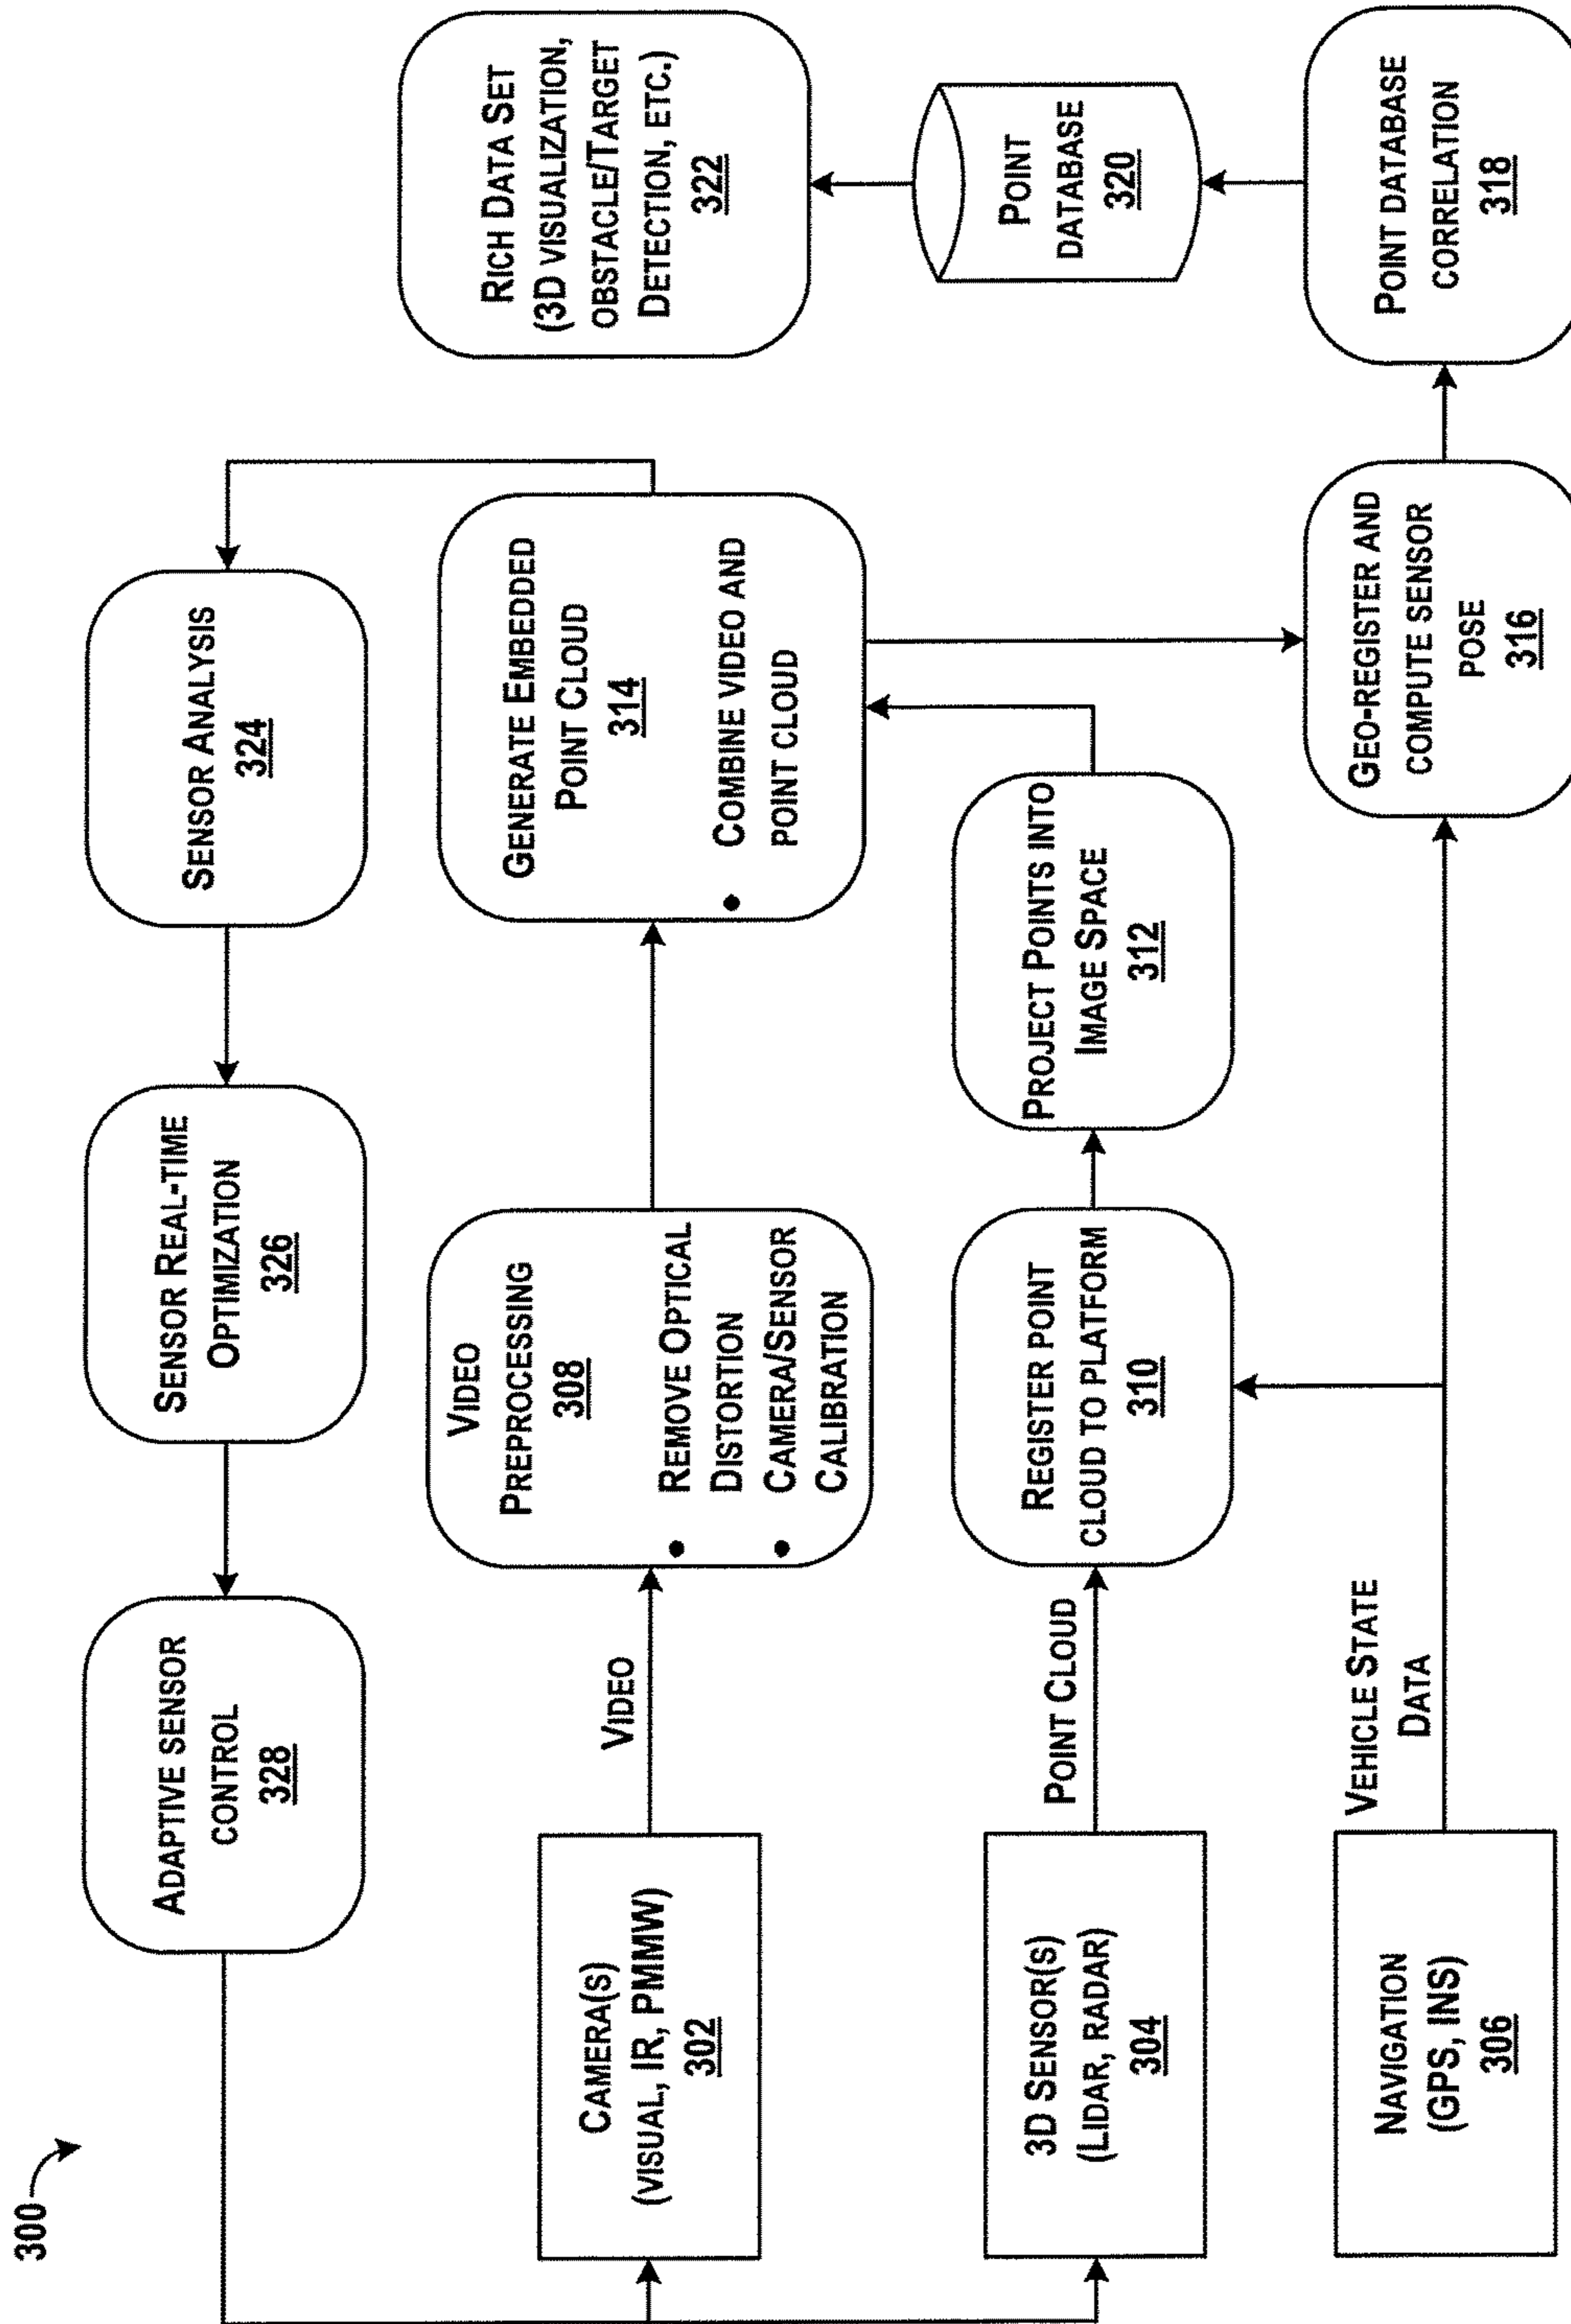 300
ADAPTIVE SENSOR
CONTROL
328
SENSOR REAL-TIME
OPTIMIZATION
326
SENSOR ANALYSIS
324
CAMERA(S)
(VISUAL, IR, PMMW)
302
VIDEO
VIDEO
PREPROCESSING
308
• REMOVE OPTICAL
DISTORTION
• CAMERA/SENSOR
CALIBRATION
GENERATE EMBEDDED
POINT CLOUD
314
• COMBINE VIDEO AND
POINT CLOUD
RICH DATA SET
(3D VISUALIZATION,
OBSTACLE/TARGET
DETECTION, ETC.)
322
3D SENSOR(S)
(LIDAR, RADAR)
304
POINT CLOUD
REGISTER POINT
CLOUD TO PLATFORM
310
PROJECT POINTS INTO
IMAGE SPACE
312
POINT
DATABASE
320
NAVIGATION
(GPS, INS)
306
VEHICLE STATE
DATA
GEO-REGISTER AND
COMPUTE SENSOR
POSE
316
POINT DATABASE
CORRELATION
318